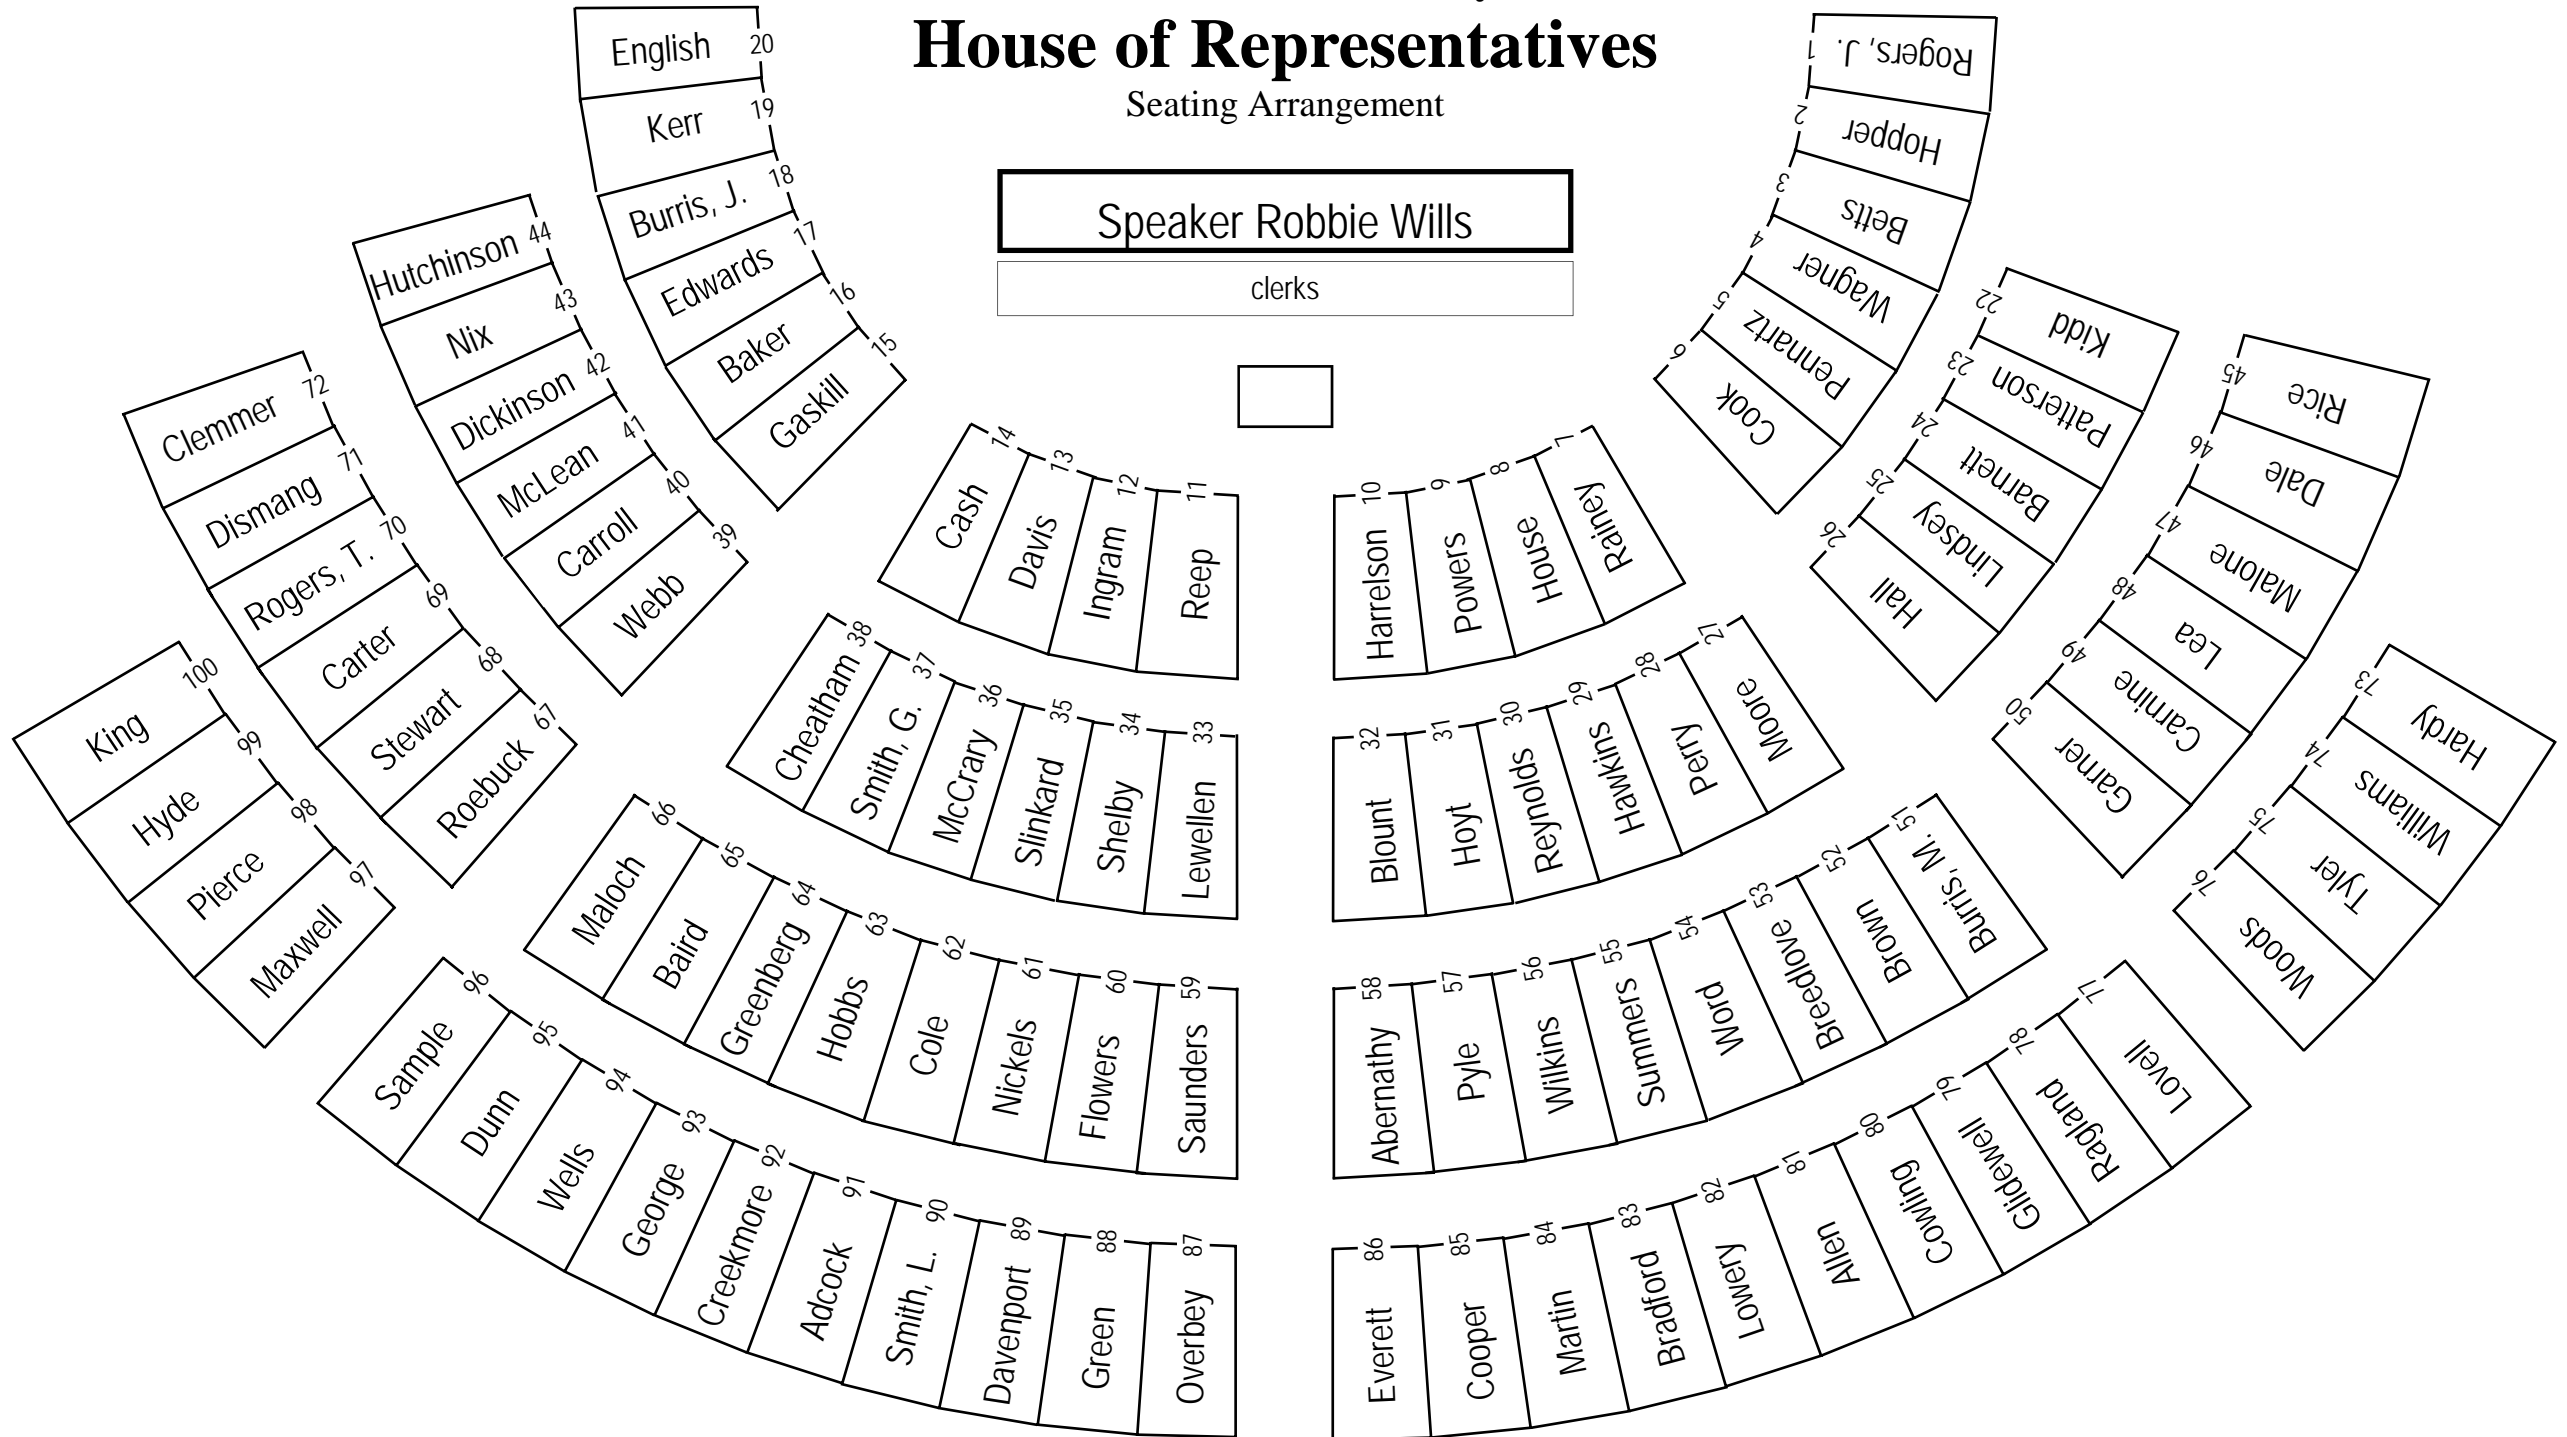 House of Representatives
Seating Arrangement
Speaker Robbie Wills
clerks
Rogers, J. 1
Hopper 2
Betts 3
Wagner 4
Pennartz 5
Cook 6
Rainey 7
House 8
Powers 9
Harrelson 10
Reep 11
Ingram 12
Davis 13
Cash 14
Gaskill 15
Baker 16
Edwards 17
Burris, J. 18
Kerr 19
English 20
Kidd 22
Patterson 23
Barnett 24
Lindsey 25
Hall 26
Moore 27
Perry 28
Hawkins 29
Reynolds 30
Hoyt 31
Blount 32
Lewellen 33
Shelby 34
Slinkard 35
McCrary 36
Smith, G. 37
Cheatham 38
Webb 39
Carroll 40
McLean 41
Dickinson 42
Nix 43
Hutchinson 44
Rice 45
Dale 46
Malone 47
Lea 48
Carnine 49
Garner 50
Burris, M. 51
Brown 52
Breedlove 53
Word 54
Summers 55
Wilkins 56
Pyle 57
Abernathy 58
Saunders 59
Flowers 60
Nickels 61
Cole 62
Hobbs 63
Greenberg 64
Baird 65
Maloch 66
Roebuck 67
Stewart 68
Carter 69
Rogers, T. 70
Dismang 71
Clemmer 72
Hardy 73
Williams 74
Tyler 75
Woods 76
Lovell 77
Ragland 78
Glidewell 79
Cowling 80
Allen 81
Lowery 82
Bradford 83
Martin 84
Cooper 85
Everett 86
Overbey 87
Green 88
Davenport 89
Smith, L. 90
Adcock 91
Creekmore 92
George 93
Wells 94
Dunn 95
Sample 96
Maxwell 97
Pierce 98
Hyde 99
King 100